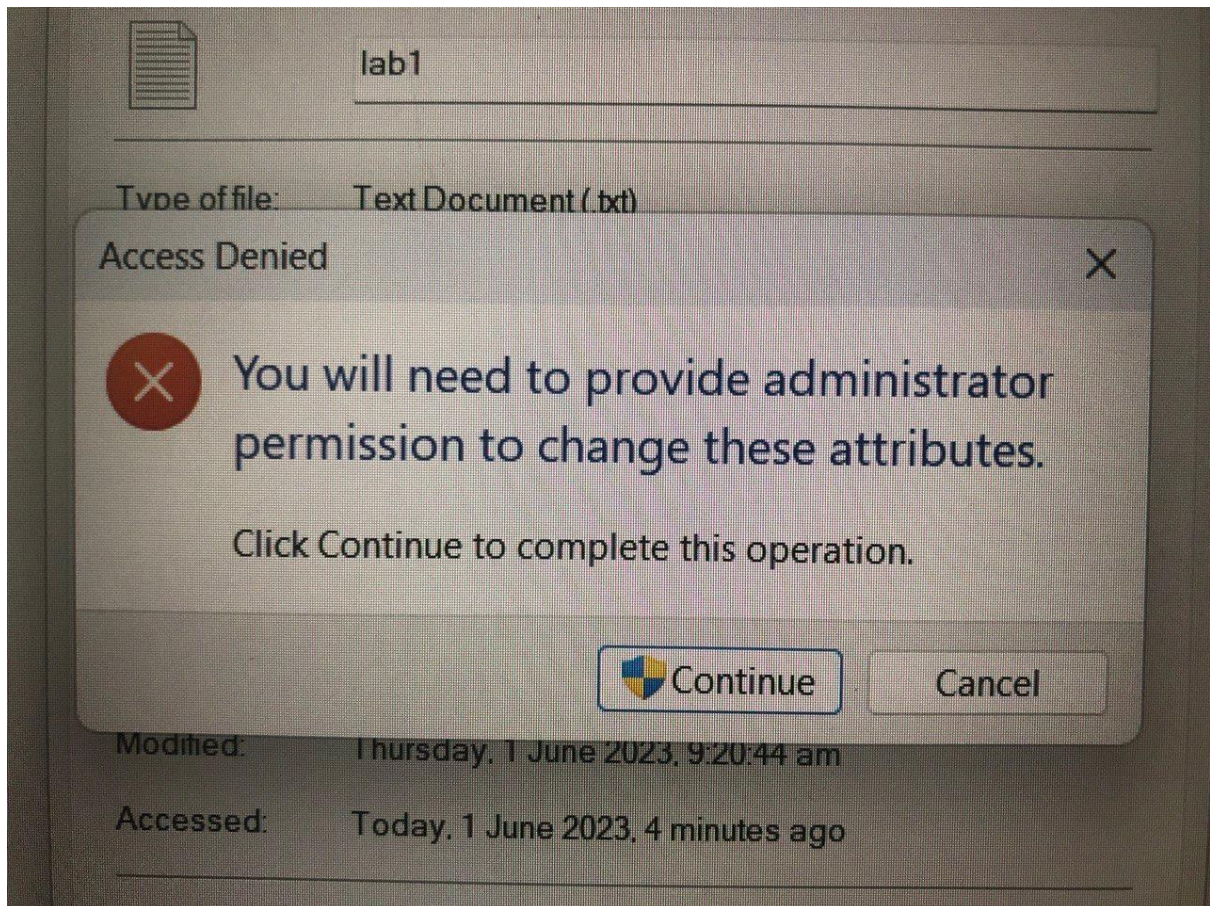 lab1
Type of file: Text Document (.txt)
Access Denied
You will need to provide administrator
permission to change these attributes.
Click Continue to complete this operation.
Continue Cancel
Modified: Thursday, 1 June 2023, 9:20:44 am
Accessed: Today, 1 June 2023, 4 minutes ago